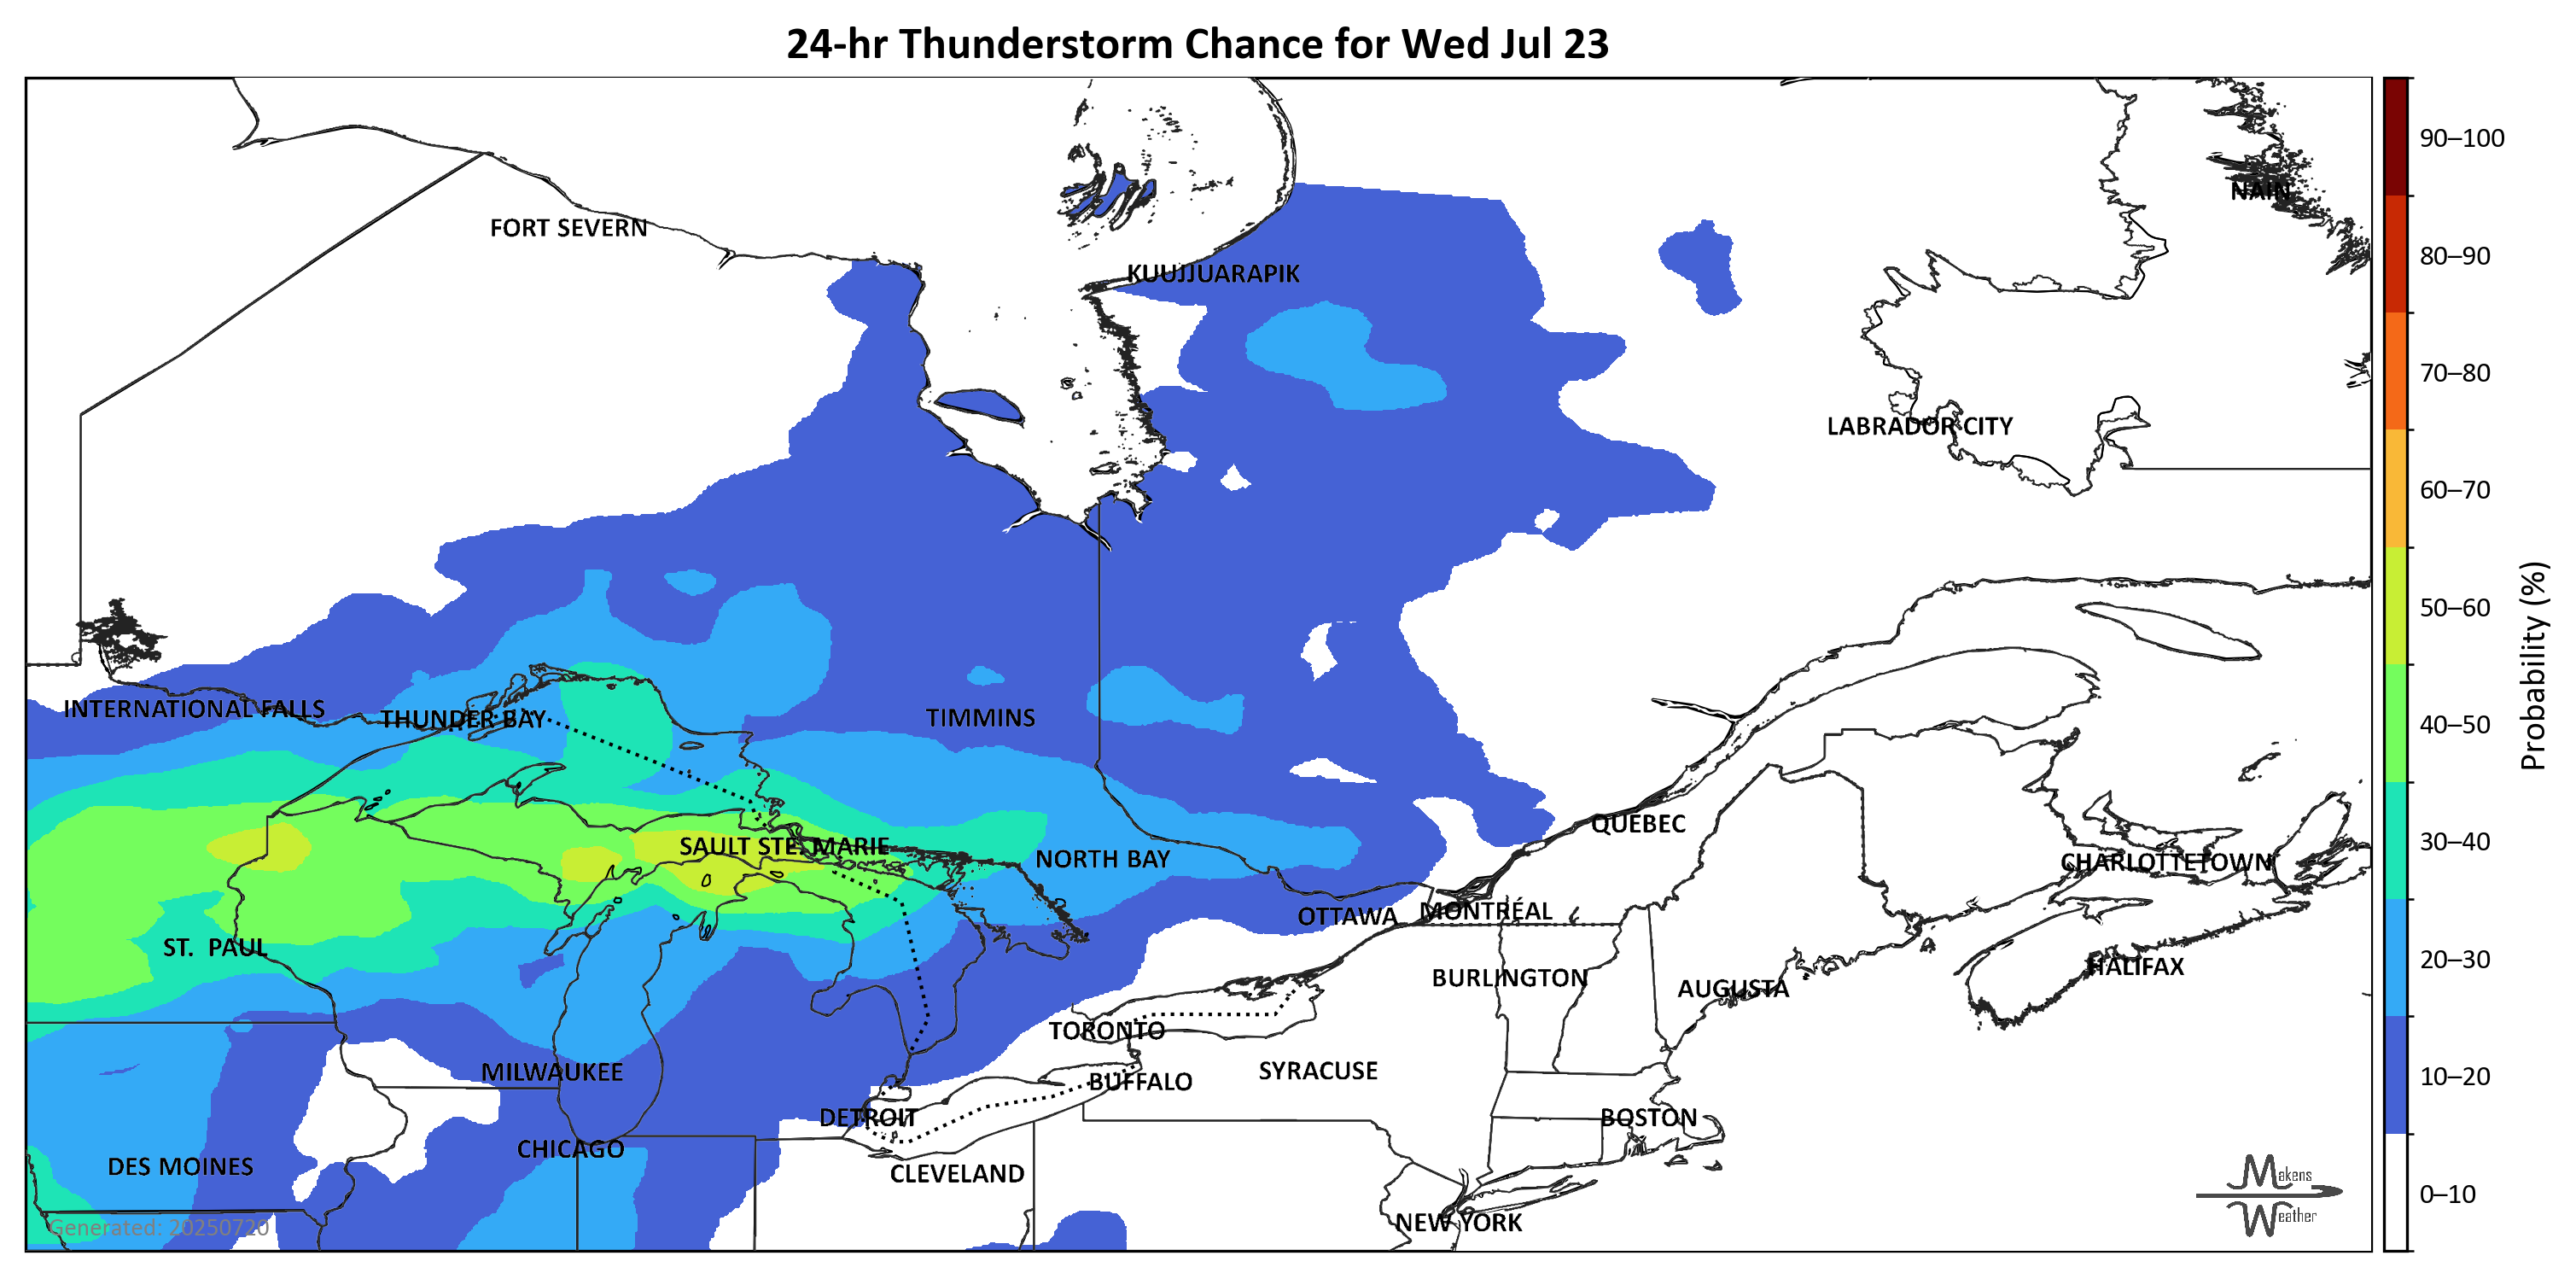 24-hr Thunderstorm Chance for Wed Jul 23
90–100
NAIN
FORT SEVERN
80–90
KUUJJUARAPIK
70–80
LABRADOR CITY
60–70
50–60
Probability (%)
INTERNATIONAL FALLS
THUNDER BAY
TIMMINS
40–50
QUEBEC
SAULT STE. MARIE
NORTH BAY
30–40
CHARLOTTETOWN
OTTAWA
MONTRÉAL
ST. PAUL
20–30
HALIFAX
BURLINGTON
AUGUSTA
TORONTO
MILWAUKEE
SYRACUSE
BUFFALO
10–20
DETROIT
BOSTON
CHICAGO
DES MOINES
CLEVELAND
Makens
Weather
0–10
Generated: 20250720
NEW YORK